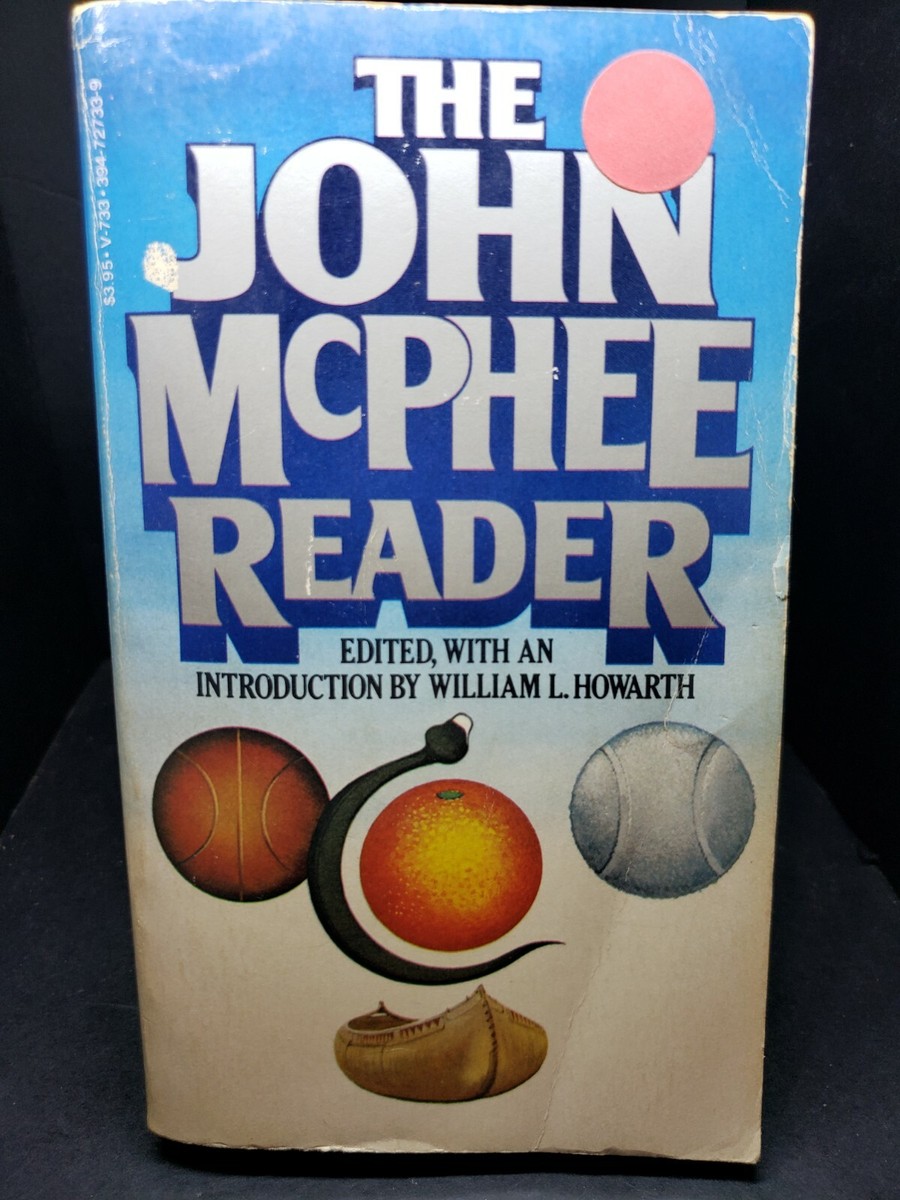 THE
JOHN
McPHEE
READER
EDITED, WITH AN
INTRODUCTION BY WILLIAM L. HOWARTH
$3.95 • V-733 • 394-72733-9